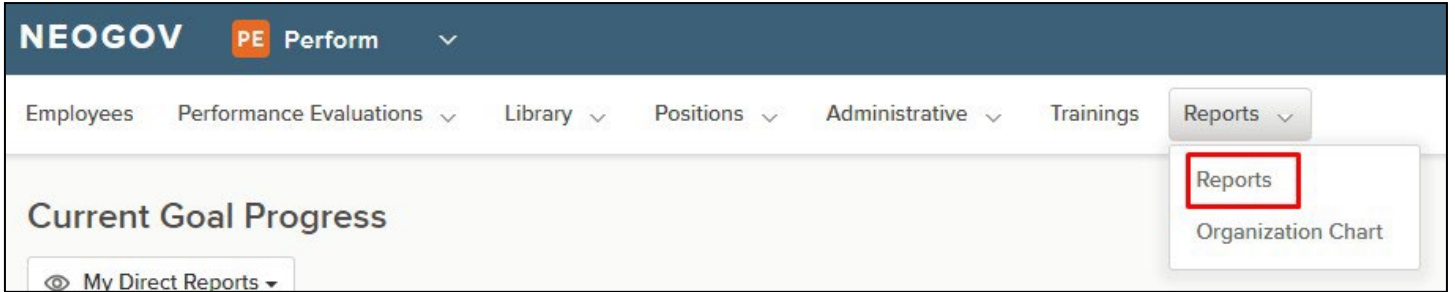 NEOGOV PE Perform
Employees Performance Evaluations Library Positions Administrative Trainings Reports
Reports
Current Goal Progress
Organization Chart
My Direct Reports